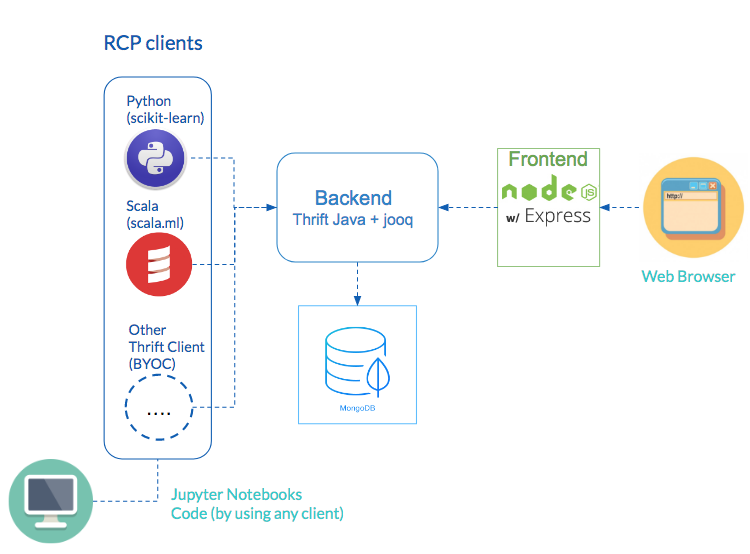 RCP clients
Python
(scikit-learn)
Scala
(scala.ml)
Other
Thrift Client
(BYOC)
....
Backend
Thrift Java + jooq
MongoDB
Frontend
node JS
w/ Express
http://
Web Browser
Jupyter Notebooks
Code (by using any client)